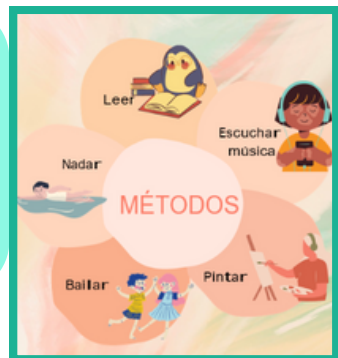 Leer
Escuchar
música
Nadar
MÉTODOS
Bailar
Pintar